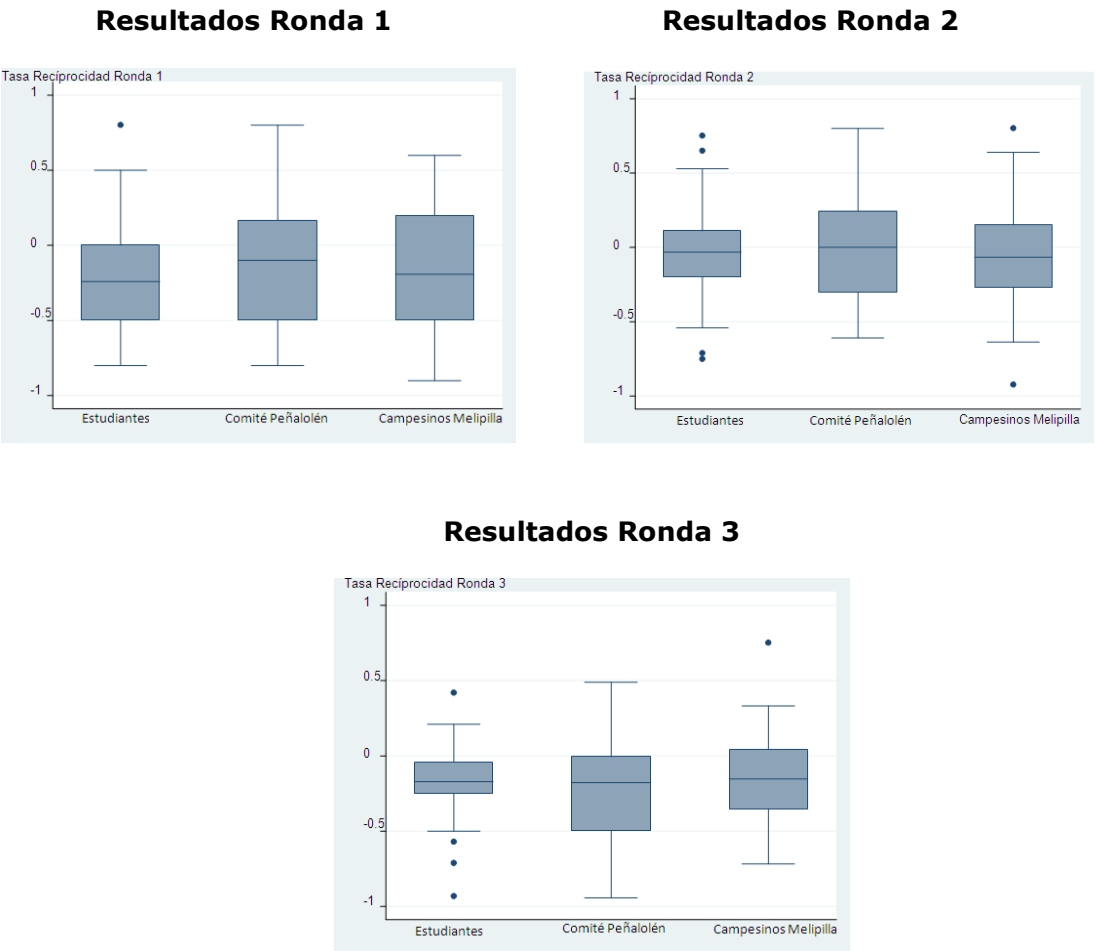 Resultados Ronda 1
Resultados Ronda 2
Tasa Recíprocidad Ronda 1
1
0.5
0
-0.5
-1
Estudiantes Comité Peñalolén Campesinos Melipilla
Tasa Recíprocidad Ronda 2
1
0.5
0
-0.5
-1
Estudiantes Comité Peñalolén Campesinos Melipilla
Resultados Ronda 3
Tasa Recíprocidad Ronda 3
1
0.5
0
-0.5
-1
Estudiantes Comité Peñalolén Campesinos Melipilla